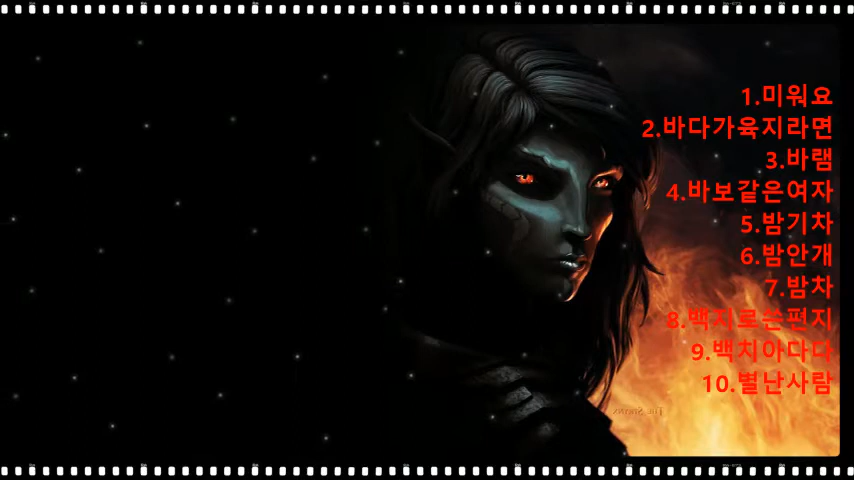 1.미워요
2.바다가육지라면
3.바램
4.바보같은여자
5.밤기차
6.밤안개
7.밤차
8.백지로쓴편지
9.백치아다다
10.별난사람